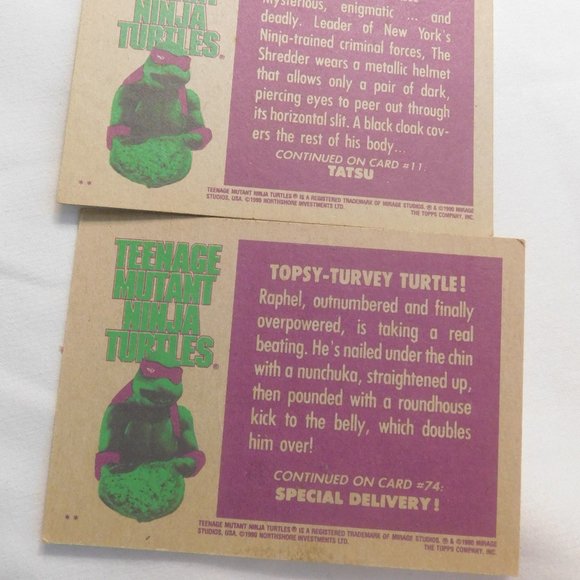 NINJA
TURTLES®
Mysterious, enigmatic ... and
deadly. Leader of New York's
Ninja-trained criminal forces, The
Shredder wears a metallic helmet
that allows only a pair of dark,
piercing eyes to peer out through
its horizontal slit. A black cloak cov-
ers the rest of his body...
CONTINUED ON CARD #11:
TATSU
**
TEENAGE MUTANT NINJA TURTLES® IS A REGISTERED TRADEMARK OF MIRAGE STUDIOS. ® & ©1990 MIRAGE
STUDIOS, USA. ©1990 NORTHSHORE INVESTMENTS LTD. THE TOPPS COMPANY, INC.
TEENAGE
MUTANT
NINJA
TURTLES®
TOPSY-TURVEY TURTLE!
Raphel, outnumbered and finally
overpowered, is taking a real
beating. He's nailed under the chin
with a nunchuka, straightened up,
then pounded with a roundhouse
kick to the belly, which doubles
him over!
CONTINUED ON CARD #74:
SPECIAL DELIVERY!
**
TEENAGE MUTANT NINJA TURTLES® IS A REGISTERED TRADEMARK OF MIRAGE STUDIOS. ® & ©1990 MIRAGE
STUDIOS, USA. ©1990 NORTHSHORE INVESTMENTS LTD. THE TOPPS COMPANY, INC.